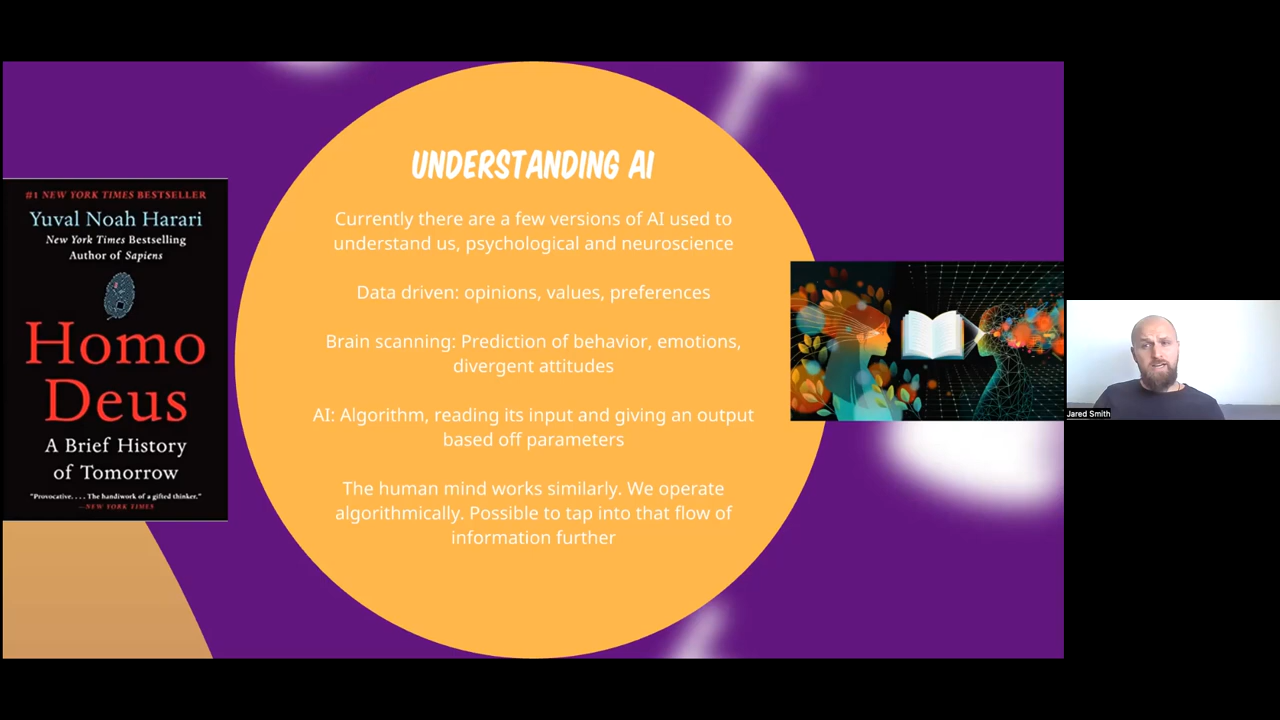 #1 NEW YORK TIMES BESTSELLER
Yuval Noah Harari
New York Times Bestselling
Author of Sapiens
Homo
Deus
A Brief History
of Tomorrow
"Provocative. . . . The handiwork of a gifted thinker."
—NEW YORK TIMES
UNDERSTANDING AI
Currently there are a few versions of AI used to
understand us, psychological and neuroscience
Data driven: opinions, values, preferences
Brain scanning: Prediction of behavior, emotions,
divergent attitudes
AI: Algorithm, reading its input and giving an output
based off parameters
The human mind works similarly. We operate
algorithmically. Possible to tap into that flow of
information further
Jared Smith